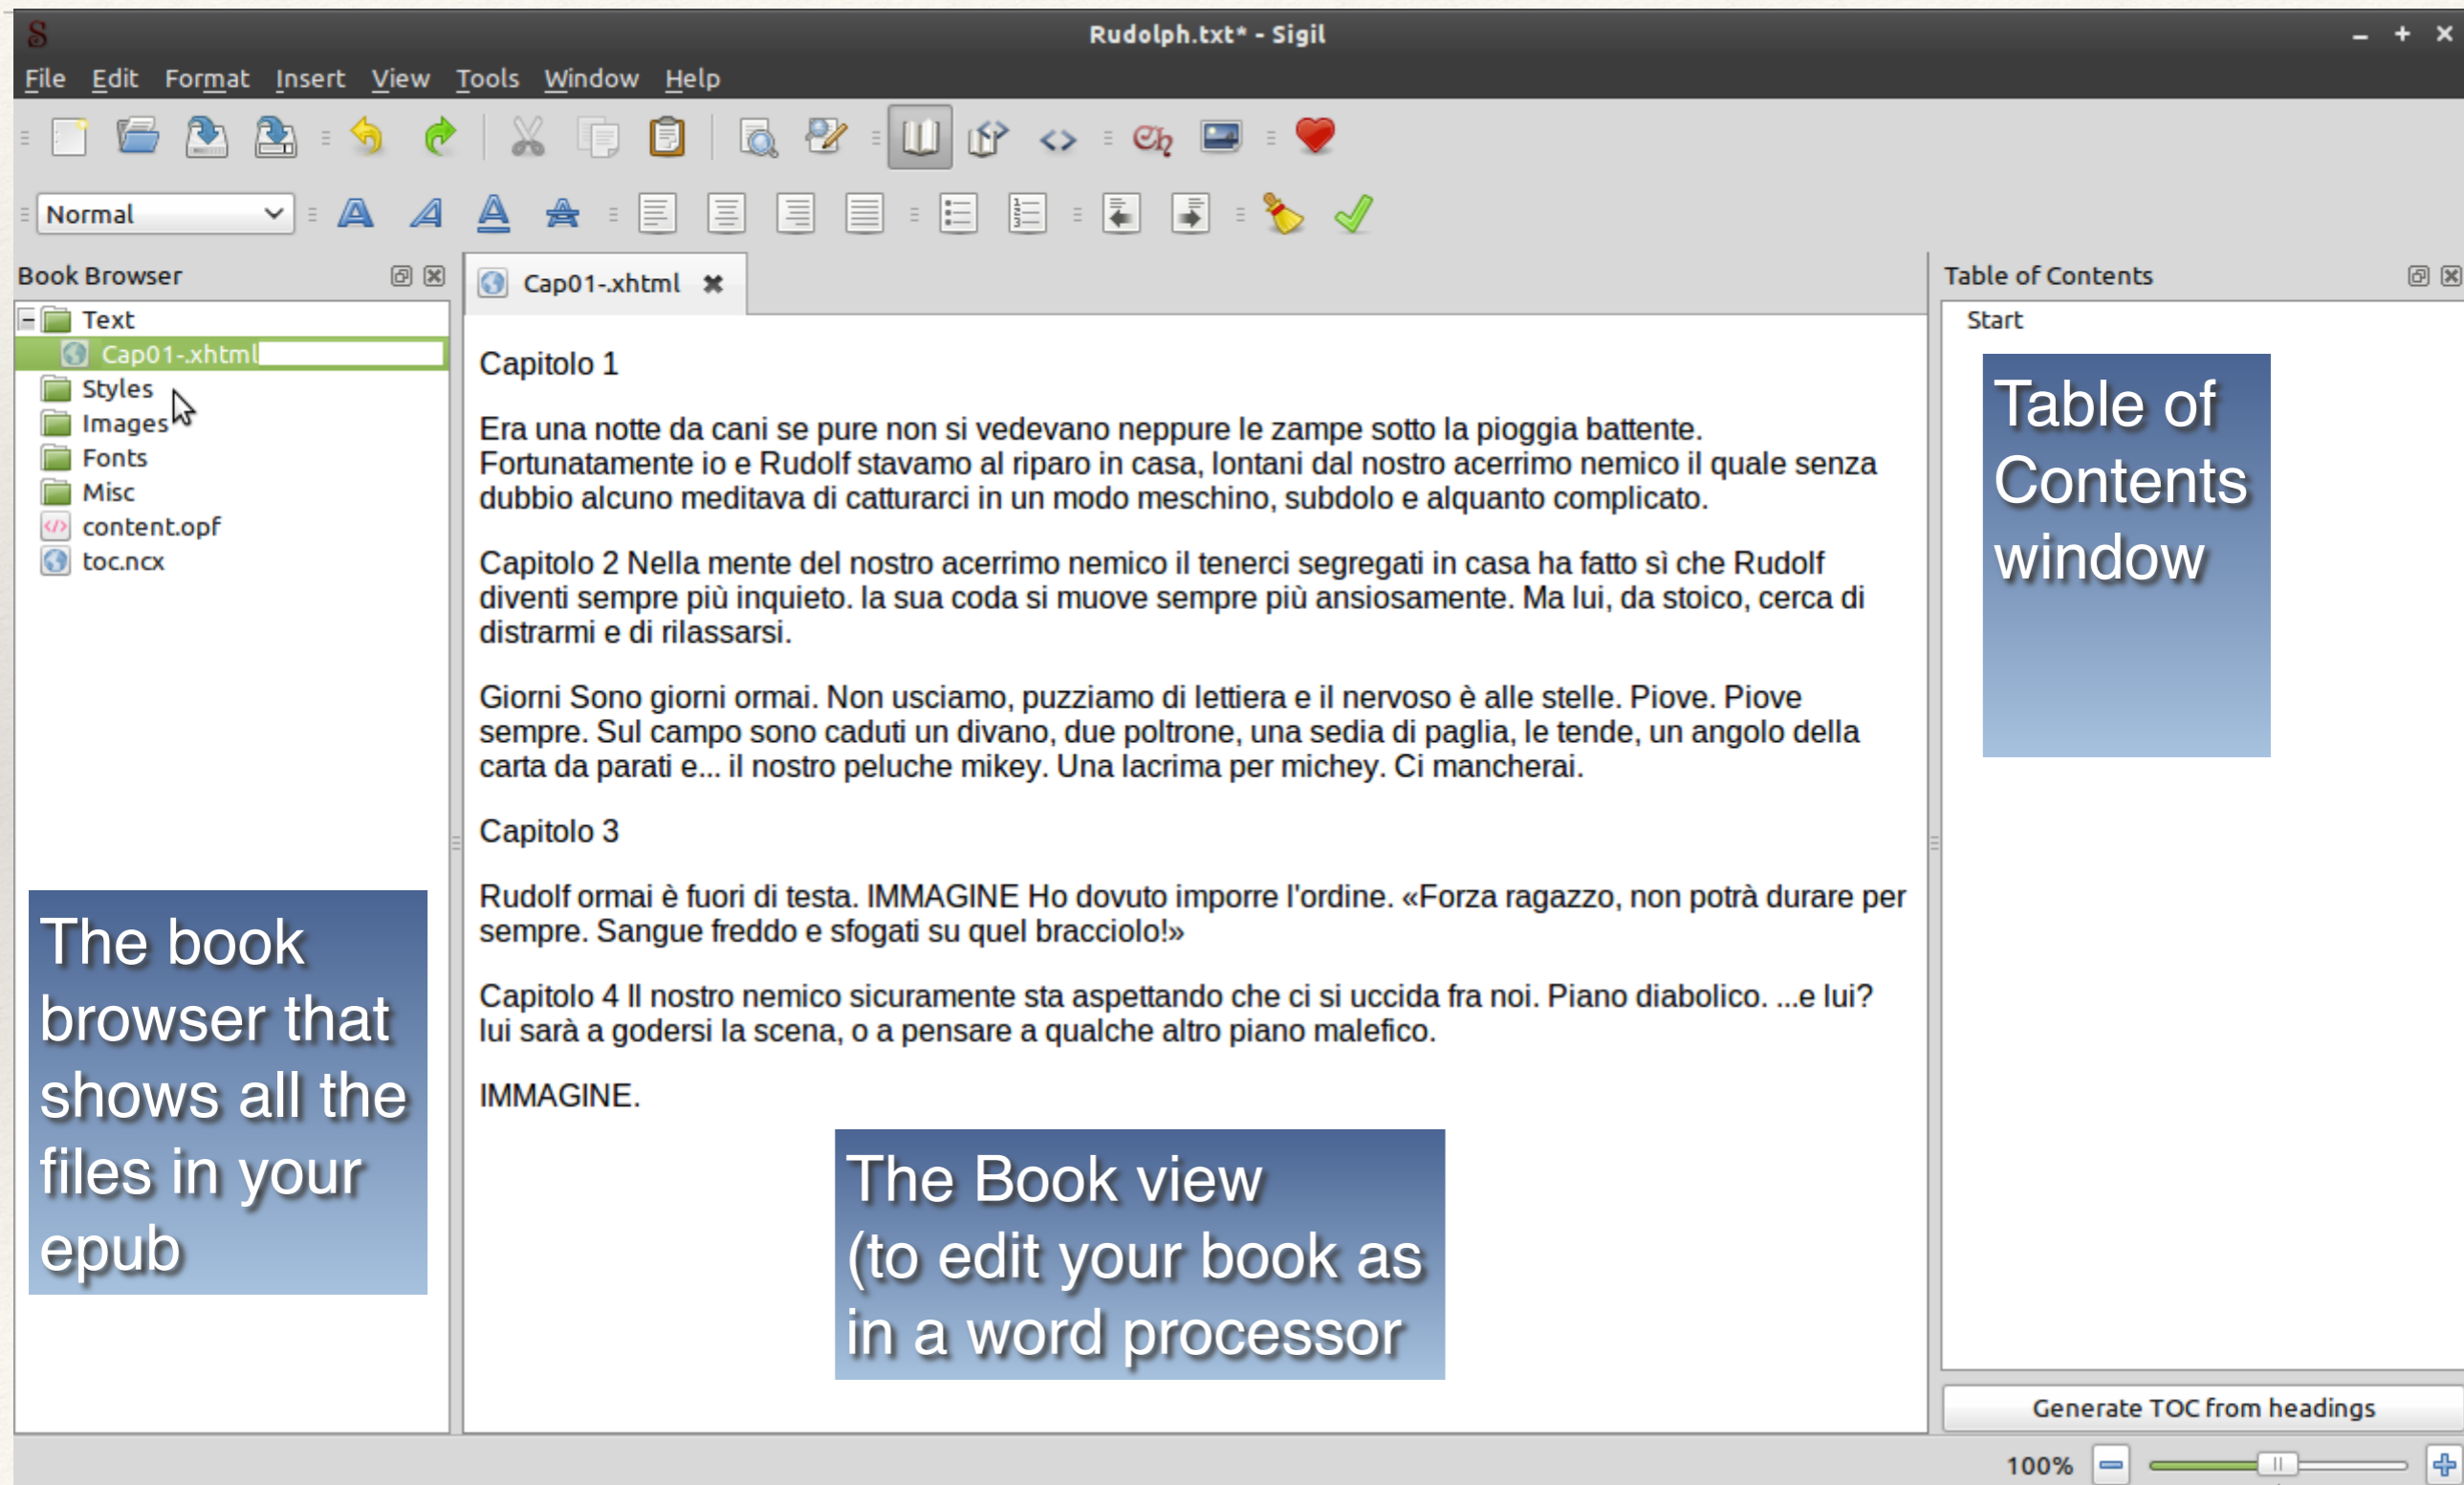 Rudolph.txt* - Sigil
File Edit Format Insert View Tools Window Help
Normal
Book Browser
Text
Cap01-.xhtml
Styles
Images
Fonts
Misc
content.opf
toc.ncx
The book
browser that
shows all the
files in your
epub
Cap01-.xhtml
Capitolo 1
Era una notte da cani se pure non si vedevano neppure le zampe sotto la pioggia battente.
Fortunatamente io e Rudolf stavamo al riparo in casa, lontani dal nostro acerrimo nemico il quale senza
dubbio alcuno meditava di catturarci in un modo meschino, subdolo e alquanto complicato.
Capitolo 2 Nella mente del nostro acerrimo nemico il tenerci segregati in casa ha fatto sì che Rudolf
diventi sempre più inquieto. la sua coda si muove sempre più ansiosamente. Ma lui, da stoico, cerca di
distrarmi e di rilassarsi.
Giorni Sono giorni ormai. Non usciamo, puzziamo di lettiera e il nervoso è alle stelle. Piove. Piove
sempre. Sul campo sono caduti un divano, due poltrone, una sedia di paglia, le tende, un angolo della
carta da parati e... il nostro peluche mikey. Una lacrima per michey. Ci mancherai.
Capitolo 3
Rudolf ormai è fuori di testa. IMMAGINE Ho dovuto imporre l'ordine. «Forza ragazzo, non potrà durare per
sempre. Sangue freddo e sfogati su quel bracciolo!»
Capitolo 4 Il nostro nemico sicuramente sta aspettando che ci si uccida fra noi. Piano diabolico. ...e lui?
lui sarà a godersi la scena, o a pensare a qualche altro piano malefico.
IMMAGINE.
The Book view
(to edit your book as
in a word processor
Table of Contents
Start
Table of
Contents
window
Generate TOC from headings
100%